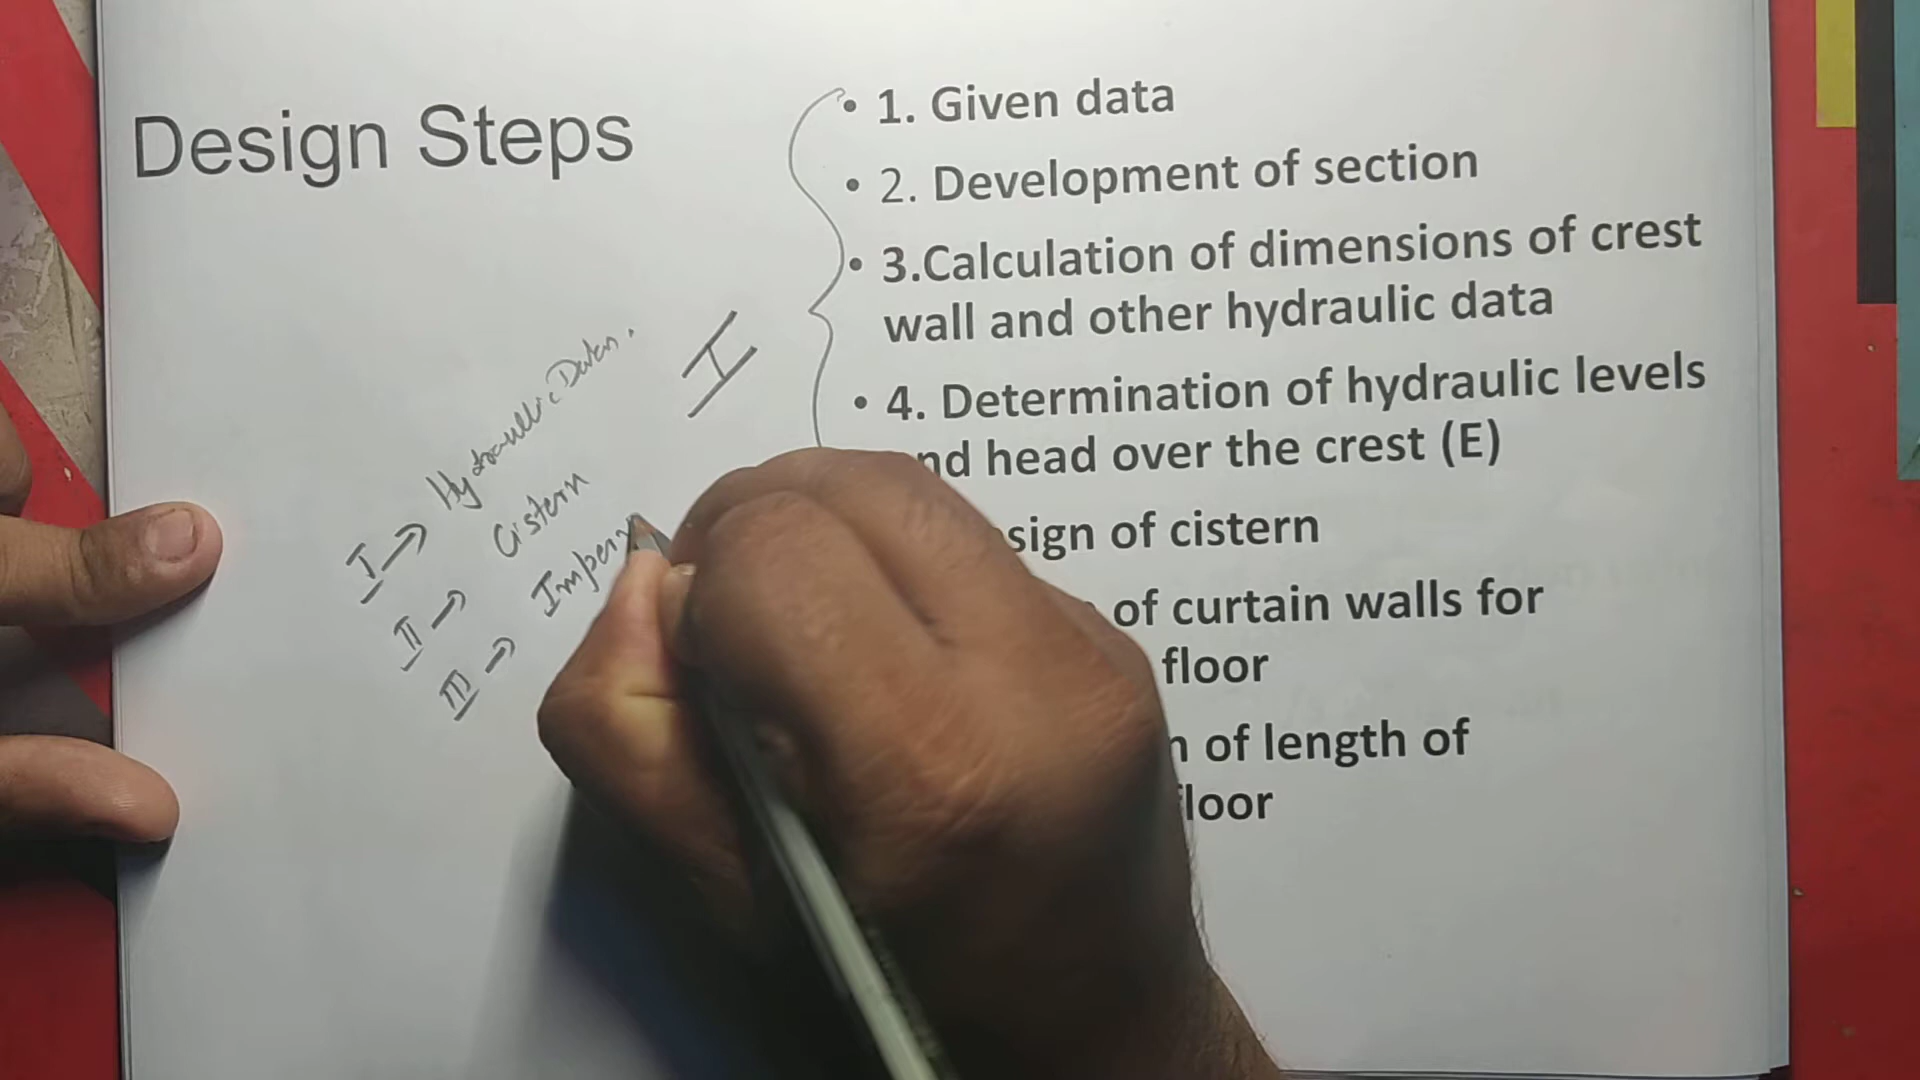 Design Steps
• 1. Given data
• 2. Development of section
• 3.Calculation of dimensions of crest
wall and other hydraulic data
• 4. Determination of hydraulic levels
nd head over the crest (E)
sign of cistern
of curtain walls for
floor
n of length of
floor
I
I → Hydraullic Data.
II → Cistern
III → Imper